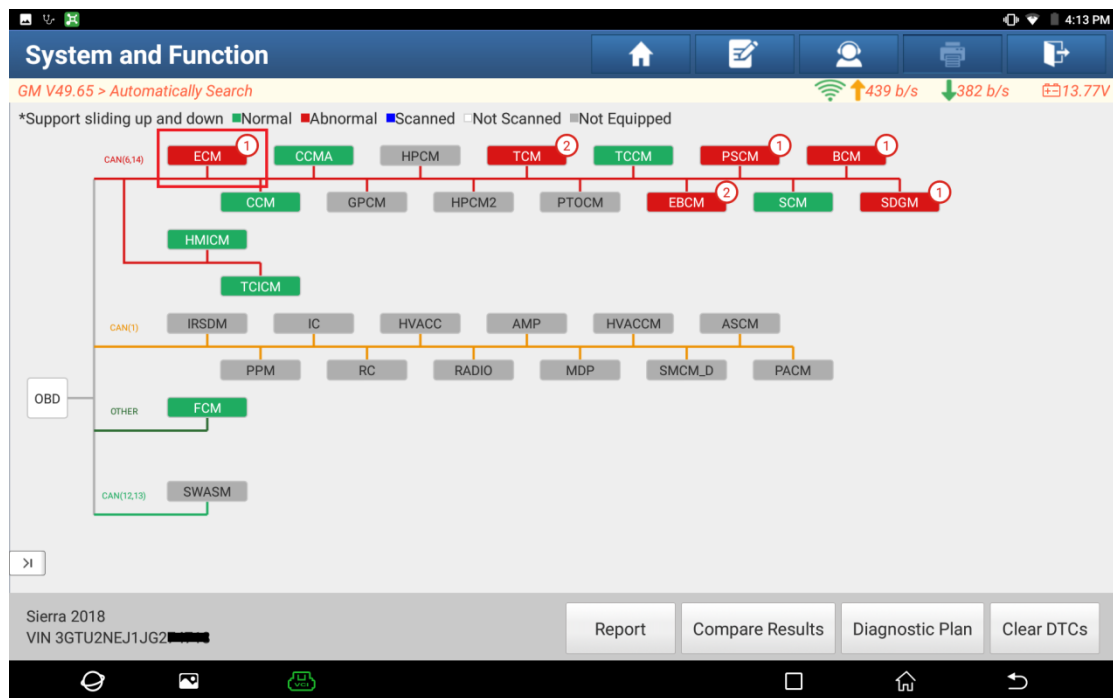 4:13 PM
System and Function
GM V49.65 > Automatically Search
439 b/s 382 b/s 13.77V
*Support sliding up and down Normal Abnormal Scanned Not Scanned Not Equipped
CAN(6,14) ECM 1 CCMA HPCM TCM 2 TCCM PSCM 1 BCM 1
CCM GPCM HPCM2 PTOCM EBCM 2 SCM SDGM 1
HMICM
TCICM
CAN(1) IRSDM IC HVACC AMP HVACCM ASCM
PPM RC RADIO MDP SMCM_D PACM
OBD
OTHER FCM
CAN(12,13) SWASM
Sierra 2018
VIN 3GTU2NEJ1JG2
Report Compare Results Diagnostic Plan Clear DTCs
VCI